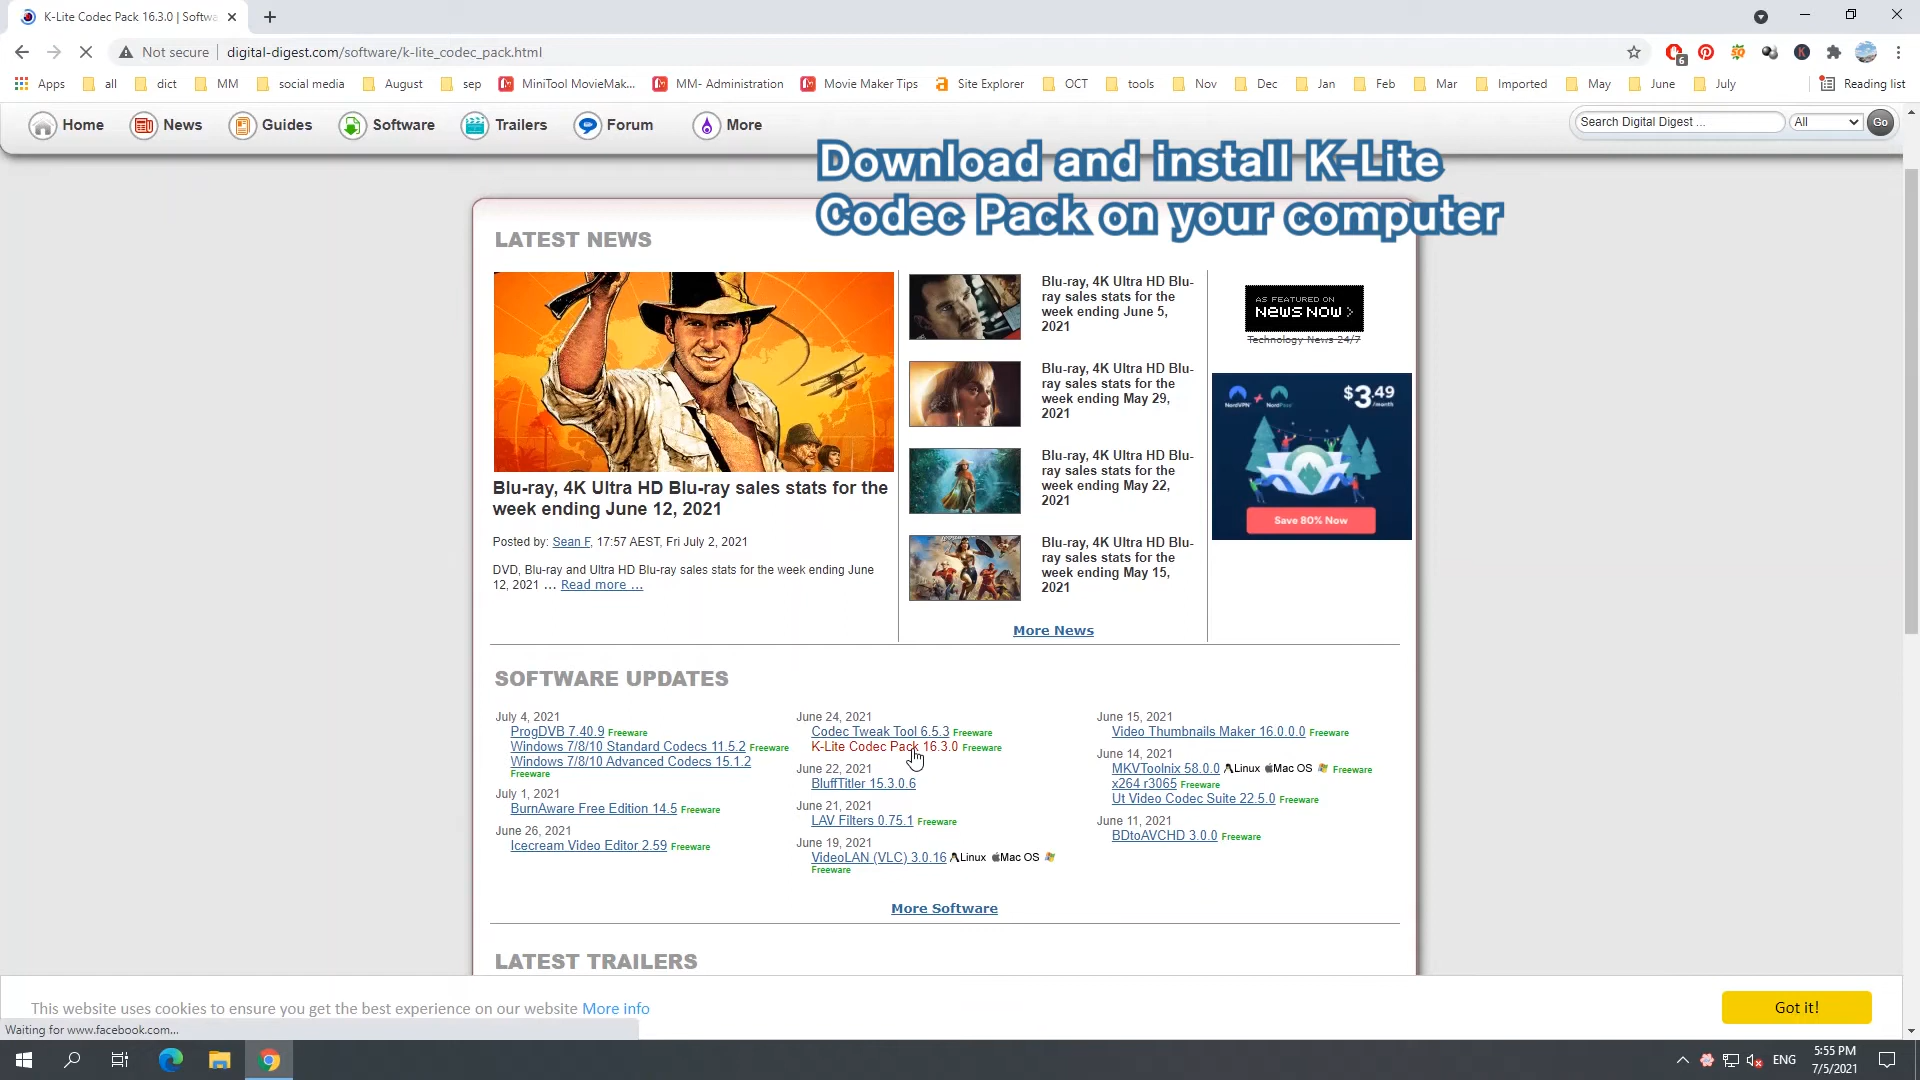 K-Lite Codec Pack 16.3.0 | Softwa
Not secure
digital-digest.com/software/k-lite_codec_pack.html
6
Apps
all
dict
MM
social media
August
sep
MiniTool MovieMak...
MM- Administration
Movie Maker Tips
Site Explorer
OCT
tools
Nov
Dec
Jan
Feb
Mar
Imported
May
June
July
Reading list
Home
News
Guides
Software
Trailers
Forum
More
Search Digital Digest ...
All
Go
Download and install K-Lite
Codec Pack on your computer
LATEST NEWS
Blu-ray, 4K Ultra HD Blu-ray sales stats for the
week ending June 12, 2021
Posted by: Sean F, 17:57 AEST, Fri July 2, 2021
DVD, Blu-ray and Ultra HD Blu-ray sales stats for the week ending June
12, 2021 ... Read more ...
Blu-ray, 4K Ultra HD Blu-
ray sales stats for the
week ending June 5,
2021
Blu-ray, 4K Ultra HD Blu-
ray sales stats for the
week ending May 29,
2021
Blu-ray, 4K Ultra HD Blu-
ray sales stats for the
week ending May 22,
2021
Blu-ray, 4K Ultra HD Blu-
ray sales stats for the
week ending May 15,
2021
More News
AS FEATURED ON
NewS NOW >
Technology News 24/7
NordVPN + NordPass
$3.49
/month
Save 80% Now
SOFTWARE UPDATES
July 4, 2021
ProgDVB 7.40.9 Freeware
Windows 7/8/10 Standard Codecs 11.5.2 Freeware
Windows 7/8/10 Advanced Codecs 15.1.2
Freeware
July 1, 2021
BurnAware Free Edition 14.5 Freeware
June 26, 2021
Icecream Video Editor 2.59 Freeware
June 24, 2021
Codec Tweak Tool 6.5.3 Freeware
K-Lite Codec Pack 16.3.0 Freeware
June 22, 2021
BluffTitler 15.3.0.6
June 21, 2021
LAV Filters 0.75.1 Freeware
June 19, 2021
VideoLAN (VLC) 3.0.16 Linux Mac OS
Freeware
June 15, 2021
Video Thumbnails Maker 16.0.0.0 Freeware
June 14, 2021
MKVToolnix 58.0.0 Linux Mac OS Freeware
x264 r3065 Freeware
Ut Video Codec Suite 22.5.0 Freeware
June 11, 2021
BDtoAVCHD 3.0.0 Freeware
More Software
LATEST TRAILERS
This website uses cookies to ensure you get the best experience on our website More info
Got it!
Waiting for www.facebook.com...
ENG
5:55 PM
7/5/2021